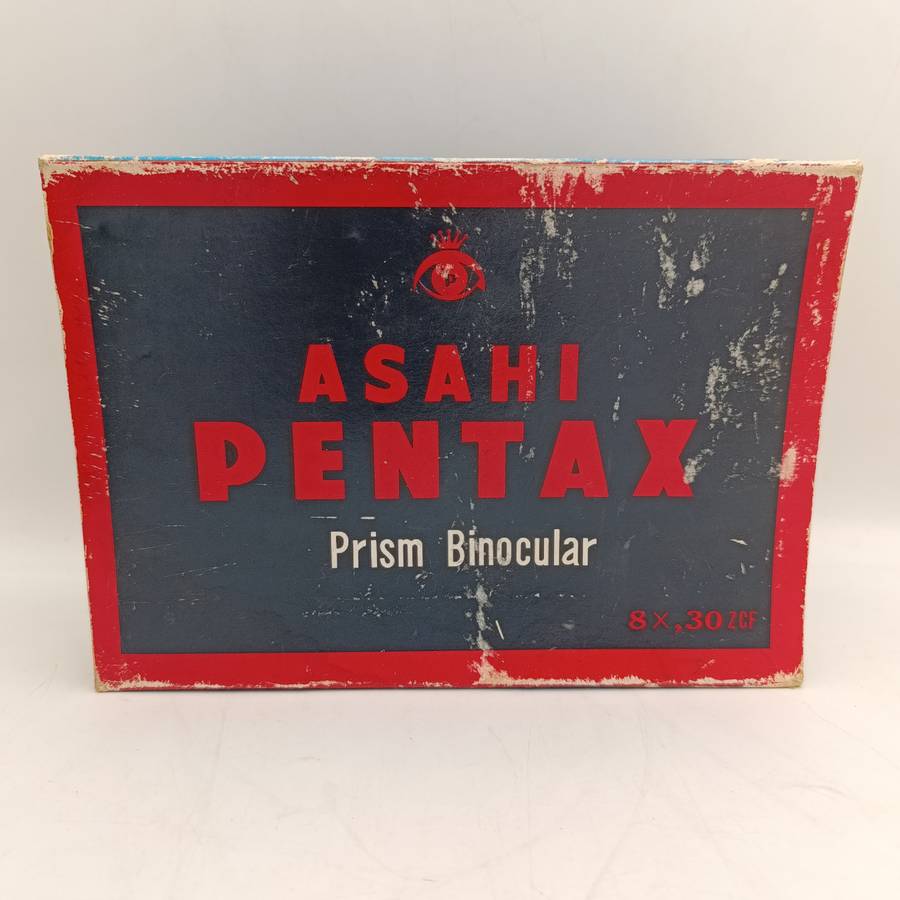 ASAHI
PENTAX
Prism Binocular
8×,30 ZCF